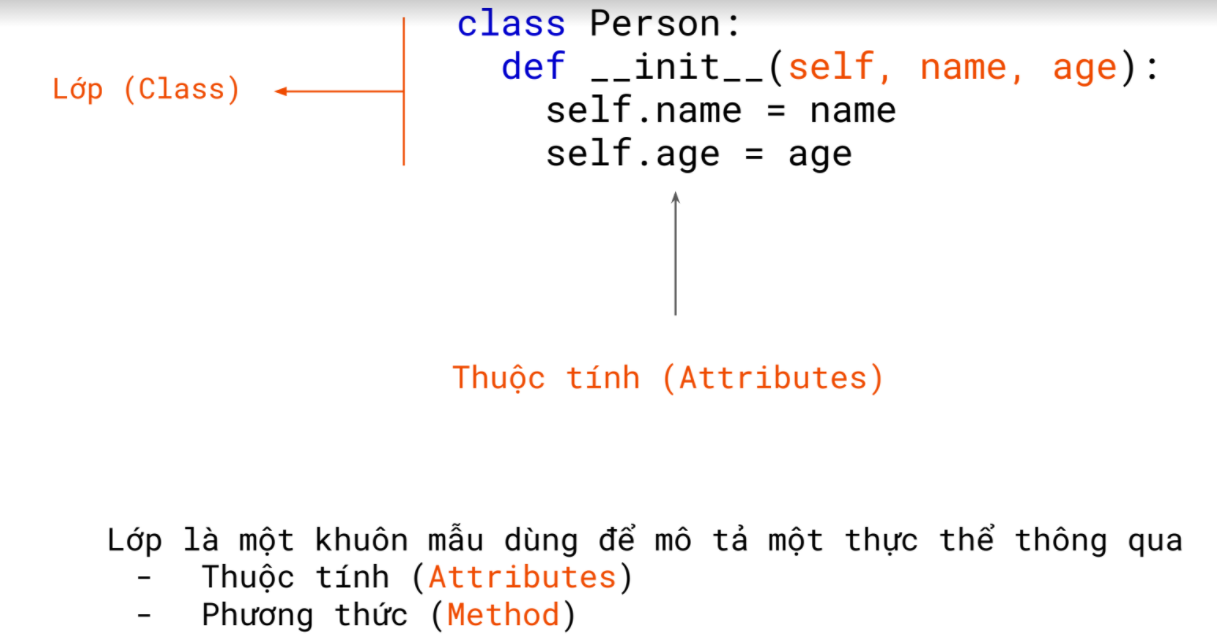 class Person:
def __init__(self, name, age):
Lớp (Class)
self.name = name
self.age = age
Thuộc tính (Attributes)
Lớp là một khuôn mẫu dùng để mô tả một thực thể thông qua
- Thuộc tính (Attributes)
- Phương thức (Method)